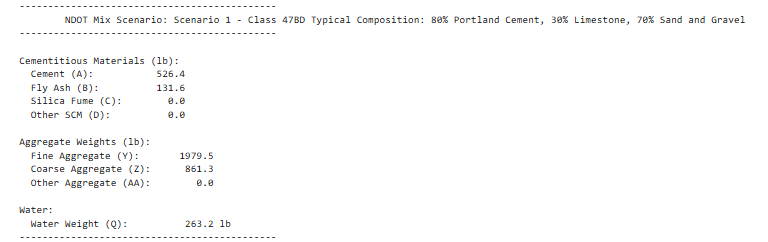 ---------------------------------------------
NDOT Mix Scenario: Scenario 1 - Class 47BD Typical Composition: 80% Portland Cement, 30% Limestone, 70% Sand and Gravel
---------------------------------------------
Cementitious Materials (lb):
Cement (A): 526.4
Fly Ash (B): 131.6
Silica Fume (C): 0.0
Other SCM (D): 0.0
Aggregate Weights (lb):
Fine Aggregate (Y): 1979.5
Coarse Aggregate (Z): 861.3
Other Aggregate (AA): 0.0
Water:
Water Weight (Q): 263.2 lb
---------------------------------------------